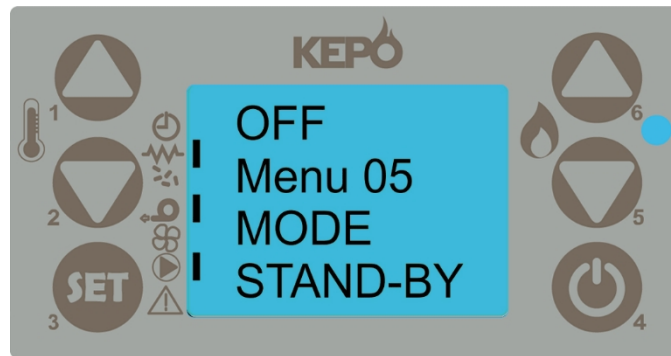 KEPO
1
6
OFF
Menu 05
MODE
STAND-BY
2
5
SET
3
4